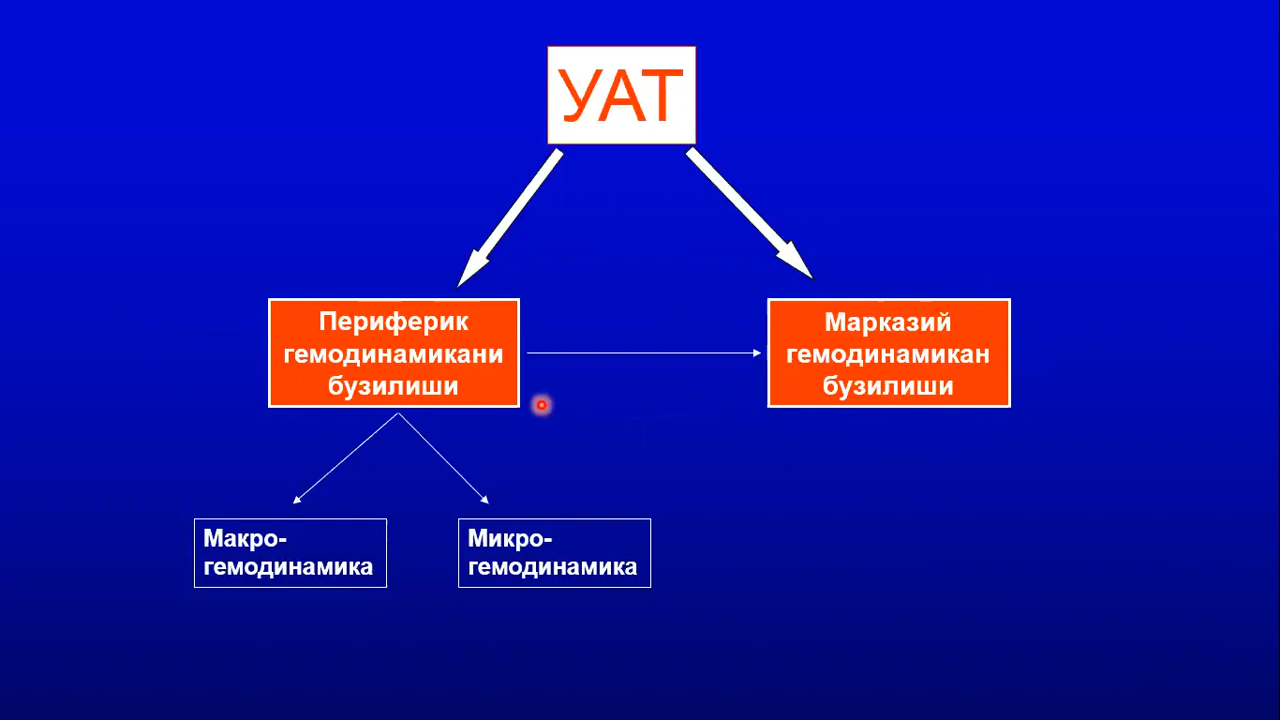 УАТ
Периферик
гемодинамикани
бузилиши
Марказий
гемодинамикан
бузилиши
Макро-
гемодинамика
Микро-
гемодинамика